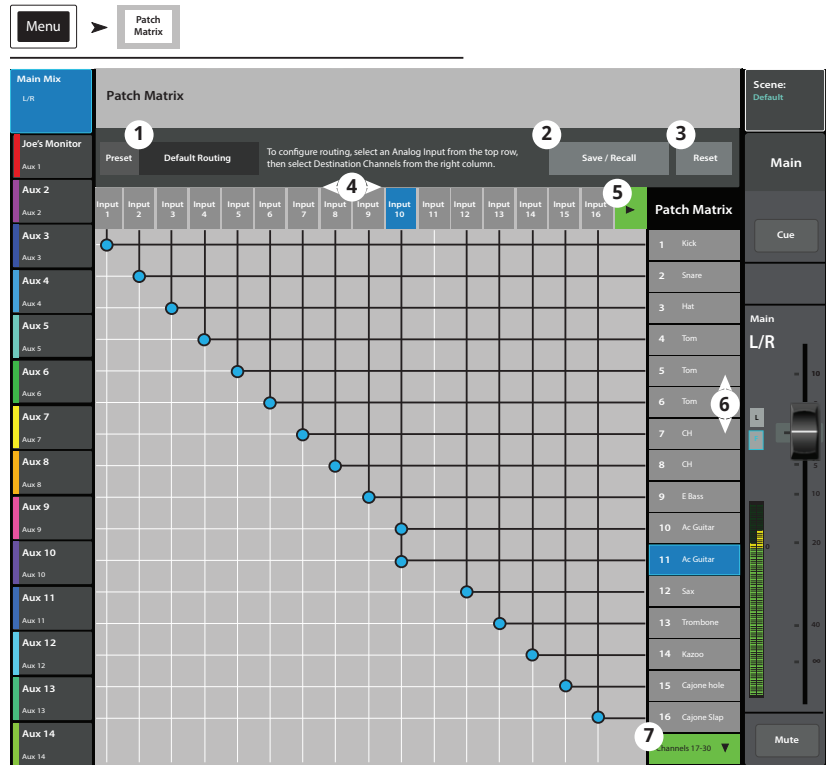 Menu
Patch
Matrix
Main Mix
L/R
Patch Matrix
Scene:
Default
1
2
3
Preset
Default Routing
To configure routing, select an Analog Input from the top row,
then select Destination Channels from the right column.
Save / Recall
Reset
Main
Joe's Monitor
Aux 1
Aux 2
Aux 2
Aux 3
Aux 3
Aux 4
Aux 4
Aux 5
Aux 5
Aux 6
Aux 6
Aux 7
Aux 7
Aux 8
Aux 8
Aux 9
Aux 9
Aux 10
Aux 10
Aux 11
Aux 11
Aux 12
Aux 12
Aux 13
Aux 13
Aux 14
Aux 14
4
5
Input 1
Input 2
Input 3
Input 4
Input 5
Input 6
Input 7
Input 8
Input 9
Input 10
Input 11
Input 12
Input 13
Input 14
Input 15
Input 16
Patch Matrix
1 Kick
2 Snare
3 Hat
4 Tom
5 Tom
6 Tom
6
7 CH
8 CH
9 E Bass
10 Ac Guitar
11 Ac Guitar
12 Sax
13 Trombone
14 Kazoo
15 Cajone hole
16 Cajone Slap
7
Channels 17-30
Cue
Main
L/R
10
L
5
10
0
20
40
∞
Mute